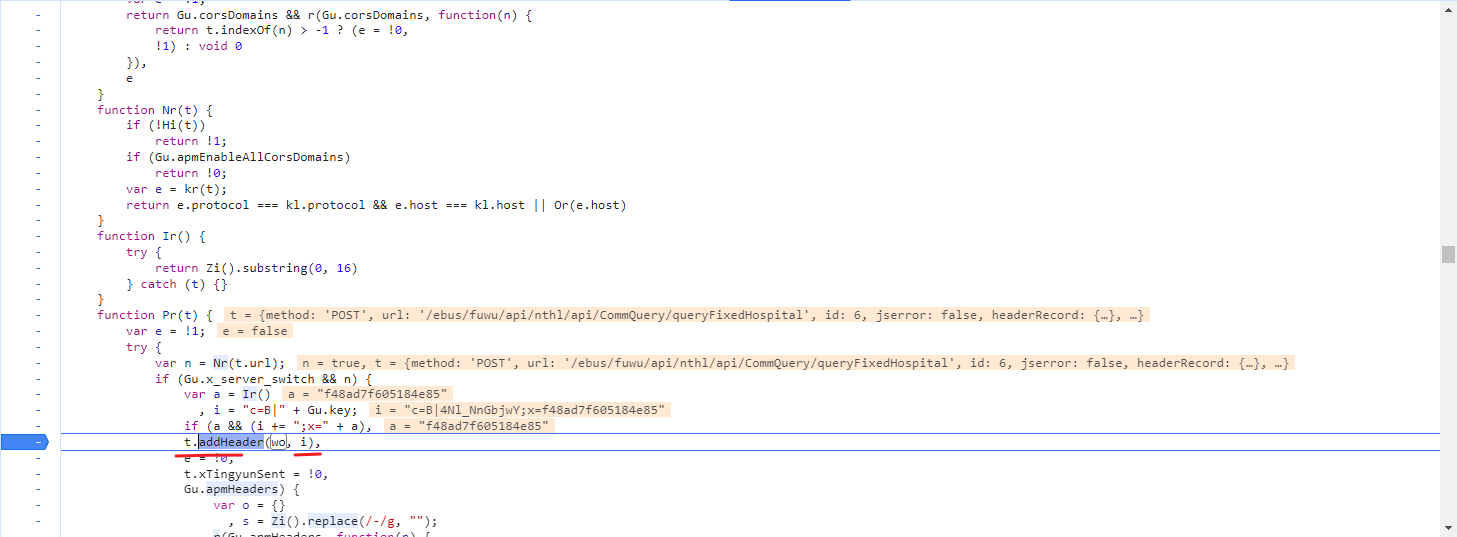 var e = !1;
return Gu.corsDomains && r(Gu.corsDomains, function(n) {
return t.indexOf(n) > -1 ? (e = !0,
!1) : void 0
}),
e
}
function Nr(t) {
if (!Hi(t))
return !1;
if (Gu.apmEnableAllCorsDomains)
return !0;
var e = kr(t);
return e.protocol === kl.protocol && e.host === kl.host || Or(e.host)
}
function Ir() {
try {
return Zi().substring(0, 16)
} catch (t) {}
}
function Pr(t) { t = {method: 'POST', url: '/ebus/fuwu/api/nthl/api/CommQuery/queryFixedHospital', id: 6, jserror: false, headerRecord: {…}, …}
var e = !1; e = false
try {
var n = Nr(t.url); n = true, t = {method: 'POST', url: '/ebus/fuwu/api/nthl/api/CommQuery/queryFixedHospital', id: 6, jserror: false, headerRecord: {…}, …}
if (Gu.x_server_switch && n) {
var a = Ir() a = "f48ad7f605184e85"
, i = "c=B|" + Gu.key; i = "c=B|4Nl_NnGbjwY;x=f48ad7f605184e85"
if (a && (i += ";x=" + a), a = "f48ad7f605184e85"
t.addHeader(wo, i),
e = !0,
t.xTingyunSent = !0,
Gu.apmHeaders) {
var o = {}
, s = Zi().replace(/-/g, "");
r(Gu.apmHeaders, function(n) {